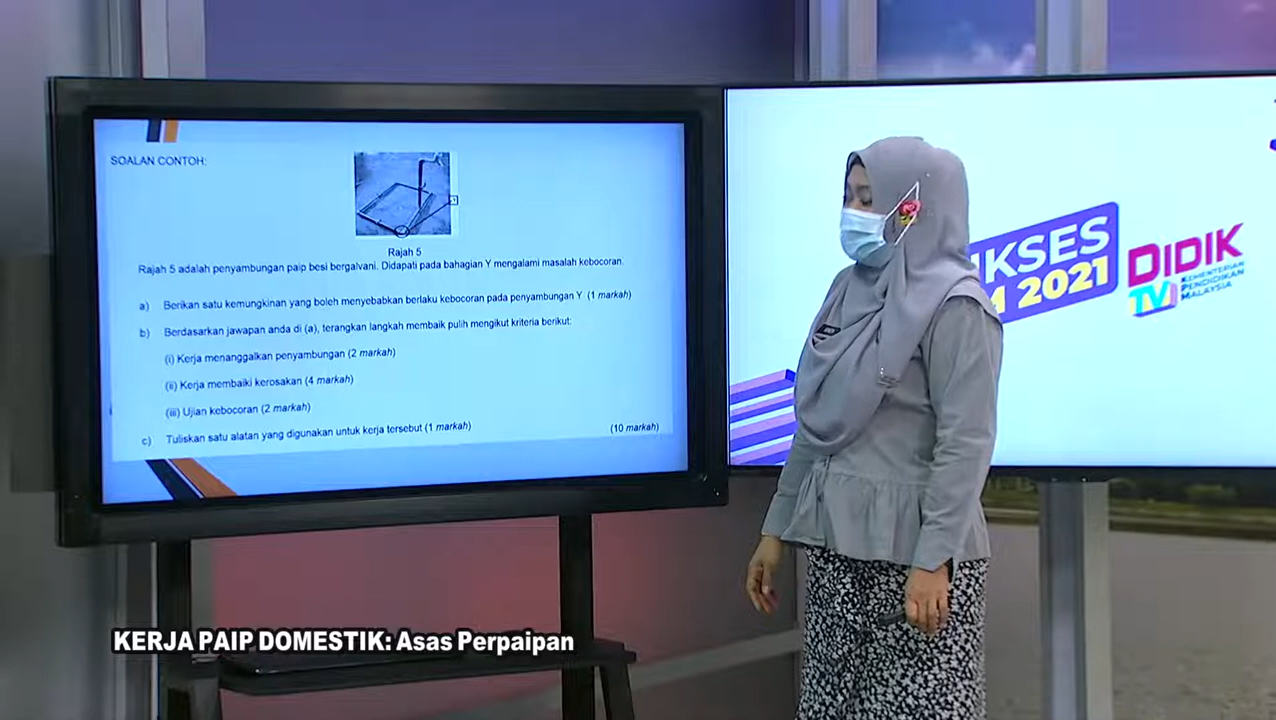 SOALAN CONTOH:
Rajah 5
Rajah 5 adalah penyambungan paip besi bergalvani. Didapati pada bahagian Y mengalami masalah kebocoran.
a) Berikan satu kemungkinan yang boleh menyebabkan berlaku kebocoran pada penyambungan Y (1 markah)
b) Berdasarkan jawapan anda di (a), terangkan langkah membaik pulih mengikut kriteria berikut:
(i) Kerja menanggalkan penyambungan (2 markah)
(ii) Kerja membaiki kerosakan (4 markah)
(iii) Ujian kebocoran (2 markah)
c) Tuliskan satu alatan yang digunakan untuk kerja tersebut (1 markah)
(10 markah)
KSES
2021
DIDIK
TV
KEMENTERIAN
PENDIDIKAN
MALAYSIA
KERJA PAIP DOMESTIK: Asas Perpaipan